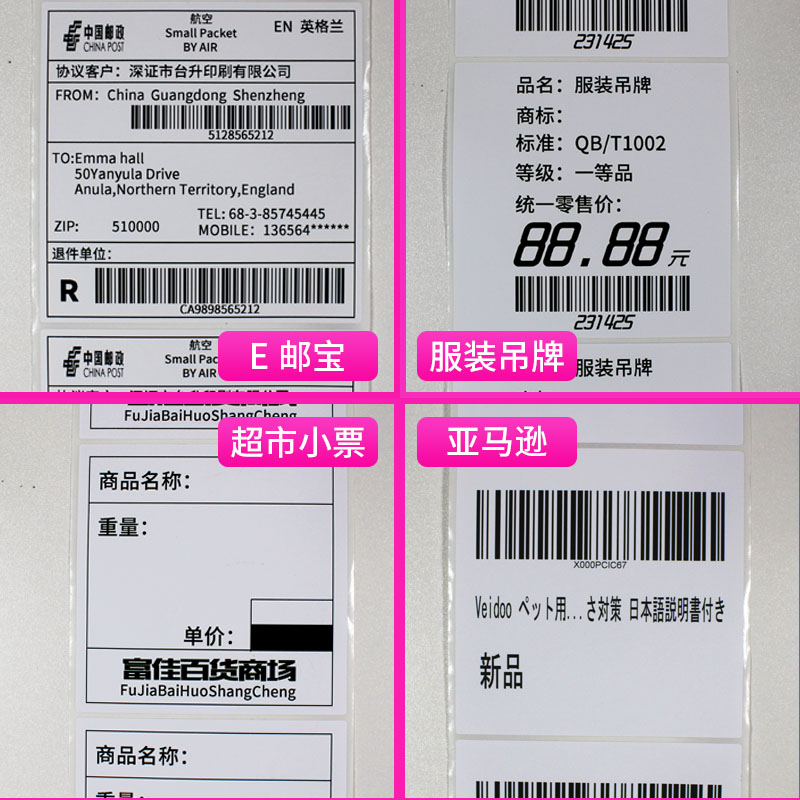 中国邮政
CHINA POST
航空
Small Packet
BY AIR
EN 英格兰
协议客户：深证市台升印刷有限公司
FROM：China Guangdong Shenzheng
5128565212
TO:Emma hall
50Yanyula Drive
Anula,Northern Territory,England
TEL: 68-3-85745445
ZIP: 510000
MOBILE：136564******
退件单位：
R
CA9898565212
中国邮政
CHINA POST
航空
Small Pac
BY AIR
E 邮宝
231425
品名：服装吊牌
商标：
标准：QB/T1002
等级：一等品
统一零售价：
88.88元
231425
服装吊牌
服装吊牌
FuJiaBaiHuoShangCheng
超市小票
商品名称：
重量：
单价：
富佳百货商场
FuJiaBaiHuoShangCheng
商品名称：
亚马逊
X000PCIC67
Veidoo ペット用...さ対策 日本語説明書付き
新品